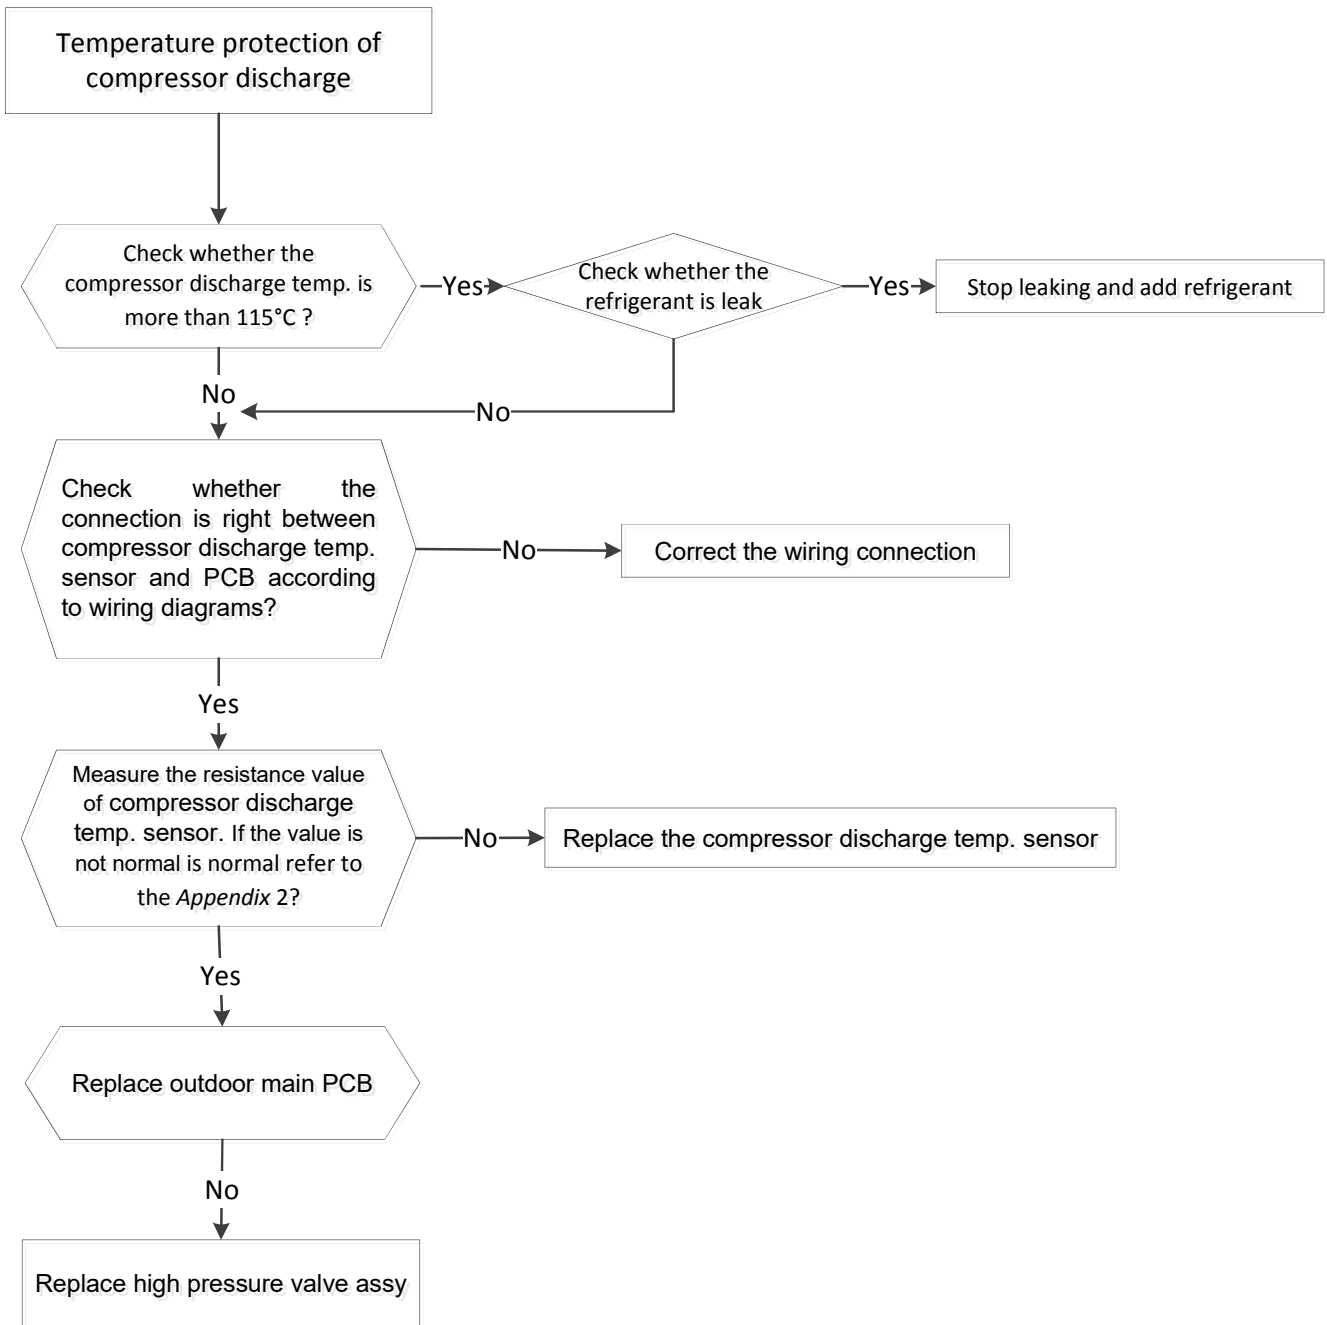 Temperature protection of
compressor discharge
Check whether the
compressor discharge temp. is
more than 115°C ?
Yes
Check whether the
refrigerant is leak
Yes
Stop leaking and add refrigerant
No
No
Check whether the
connection is right between
compressor discharge temp.
sensor and PCB according
to wiring diagrams?
No
Correct the wiring connection
Yes
Measure the resistance value
of compressor discharge
temp. sensor. If the value is
not normal is normal refer to
the Appendix 2?
No
Replace the compressor discharge temp. sensor
Yes
Replace outdoor main PCB
No
Replace high pressure valve assy